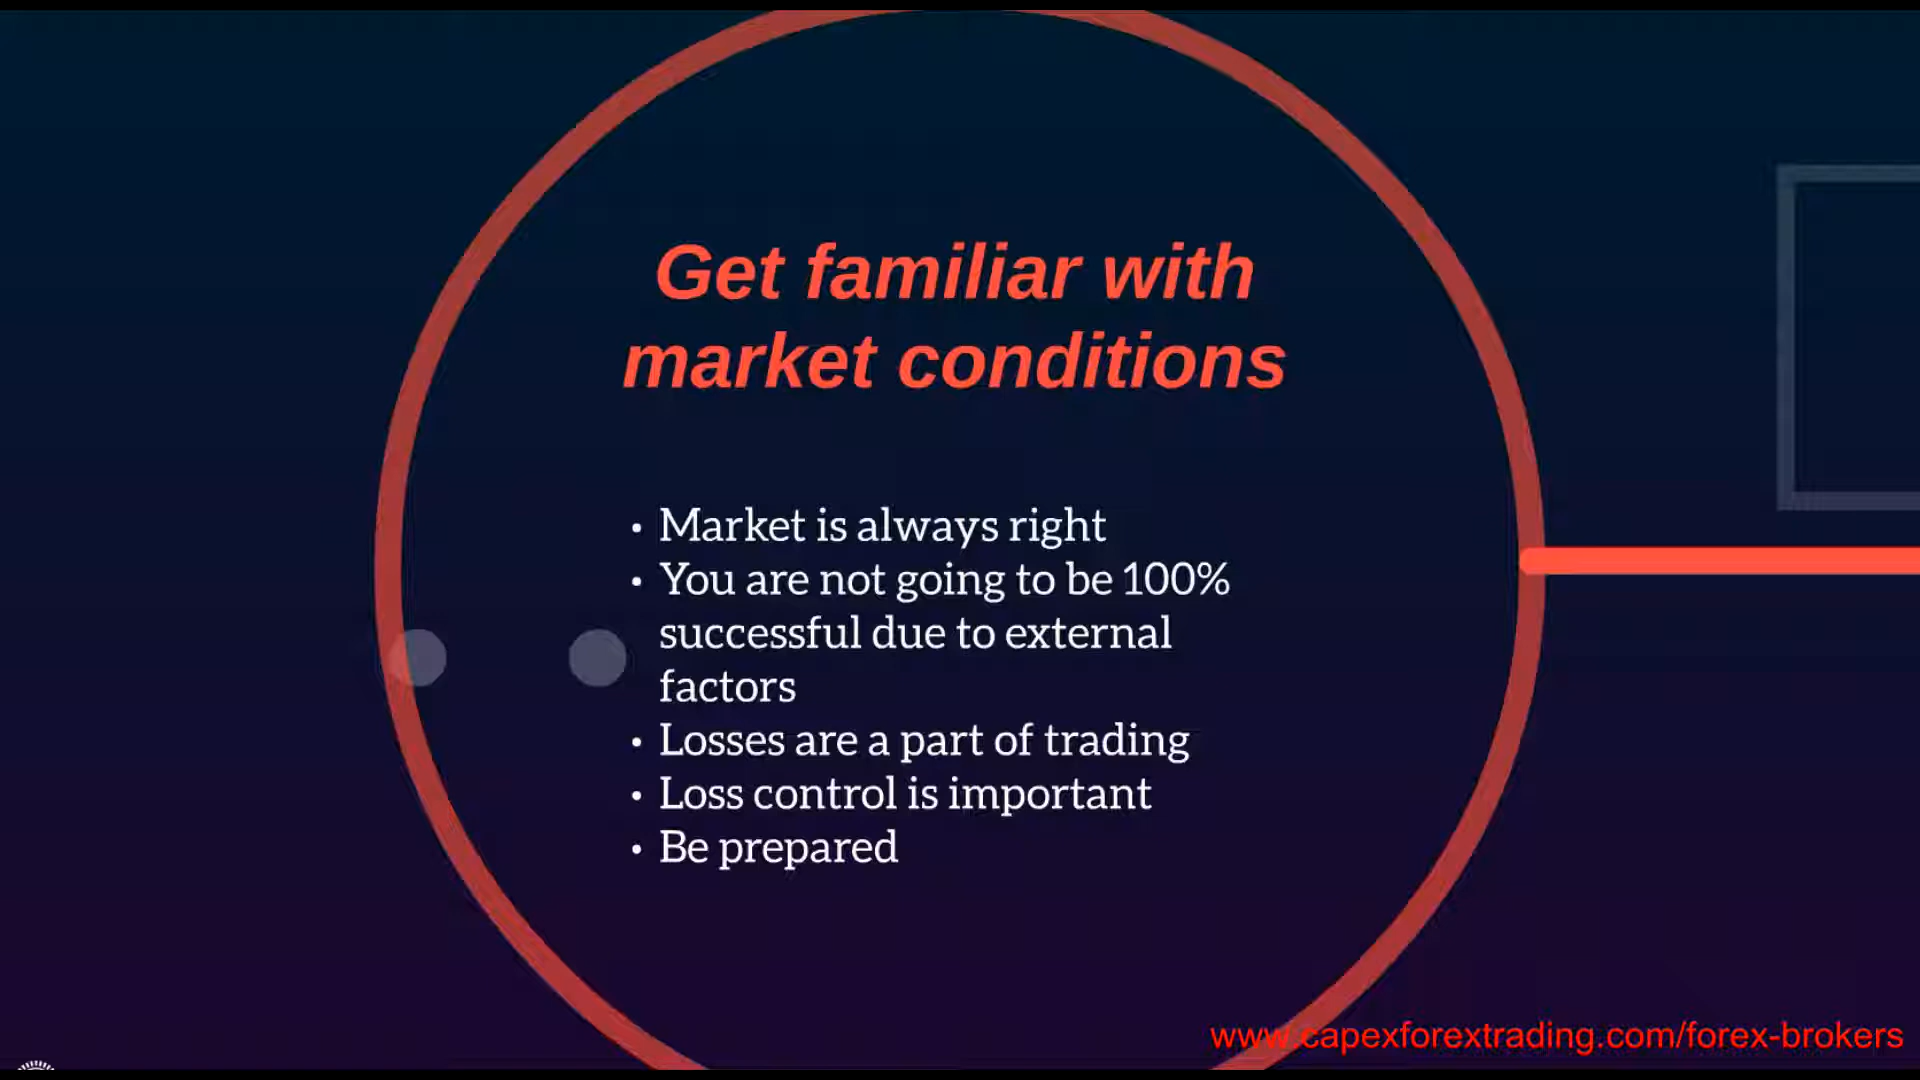 Get familiar with
market conditions
• Market is always right
• You are not going to be 100%
successful due to external
factors
• Losses are a part of trading
• Loss control is important
• Be prepared
www.capexforextrading.com/forex-brokers